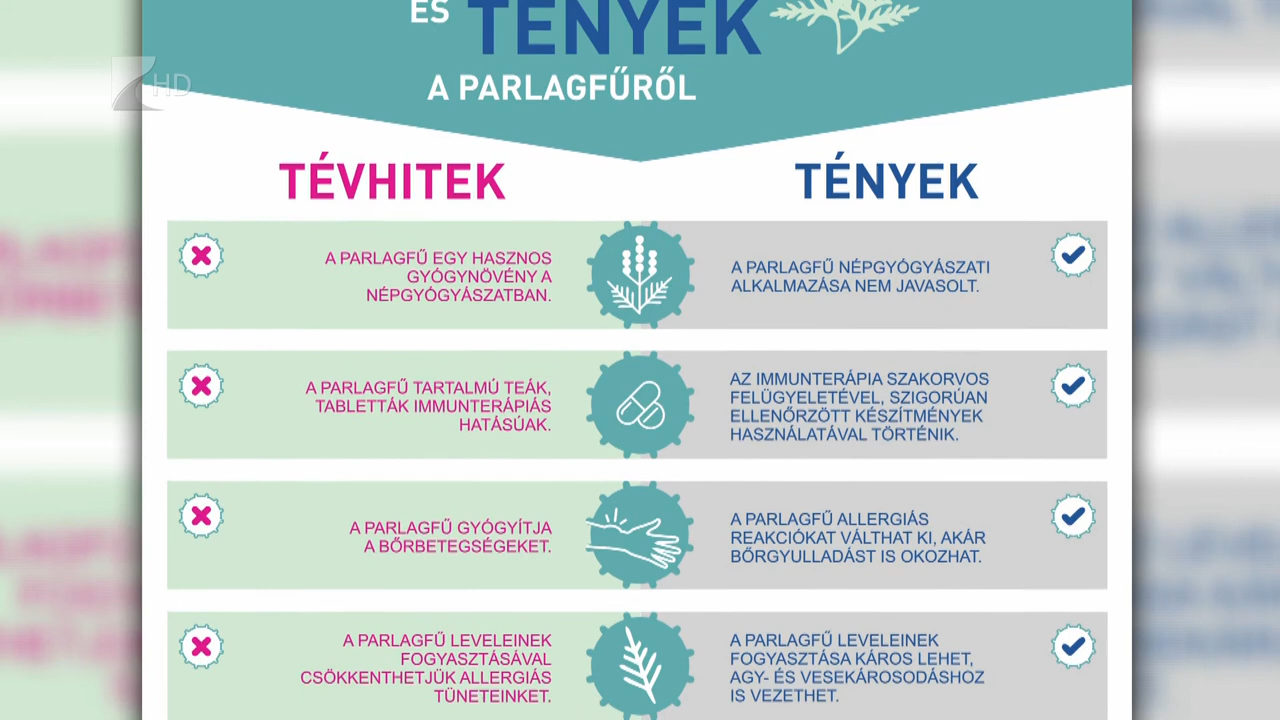 ÉS TÉNYEK
A PARLAGFŰRŐL
HD
TÉVHITEK
TÉNYEK
A PARLAGFŰ EGY HASZNOS
GYÓGYNÖVÉNY A
NÉPGYÓGYÁSZATBAN.
A PARLAGFŰ NÉPGYÓGYÁSZATI
ALKALMAZÁSA NEM JAVASOLT.
A PARLAGFŰ TARTALMÚ TEÁK,
TABLETTÁK IMMUNTERÁPIÁS
HATÁSÚAK.
AZ IMMUNTERÁPIA SZAKORVOS
FELÜGYELETÉVEL, SZIGORÚAN
ELLENŐRZÖTT KÉSZÍTMÉNYEK
HASZNÁLATÁVAL TÖRTÉNIK.
A PARLAGFŰ GYÓGYÍTJA
A BŐRBETEGSÉGEKET.
A PARLAGFŰ ALLERGIÁS
REAKCIÓKAT VÁLTHAT KI, AKÁR
BŐRGYULLADÁST IS OKOZHAT.
A PARLAGFŰ LEVELEINEK
FOGYASZTÁSÁVAL
CSÖKKENTHETJÜK ALLERGIÁS
TÜNETEINKET.
A PARLAGFŰ LEVELEINEK
FOGYASZTÁSA KÁROS LEHET,
AGY- ÉS VESEKÁROSODÁSHOZ
IS VEZETHET.